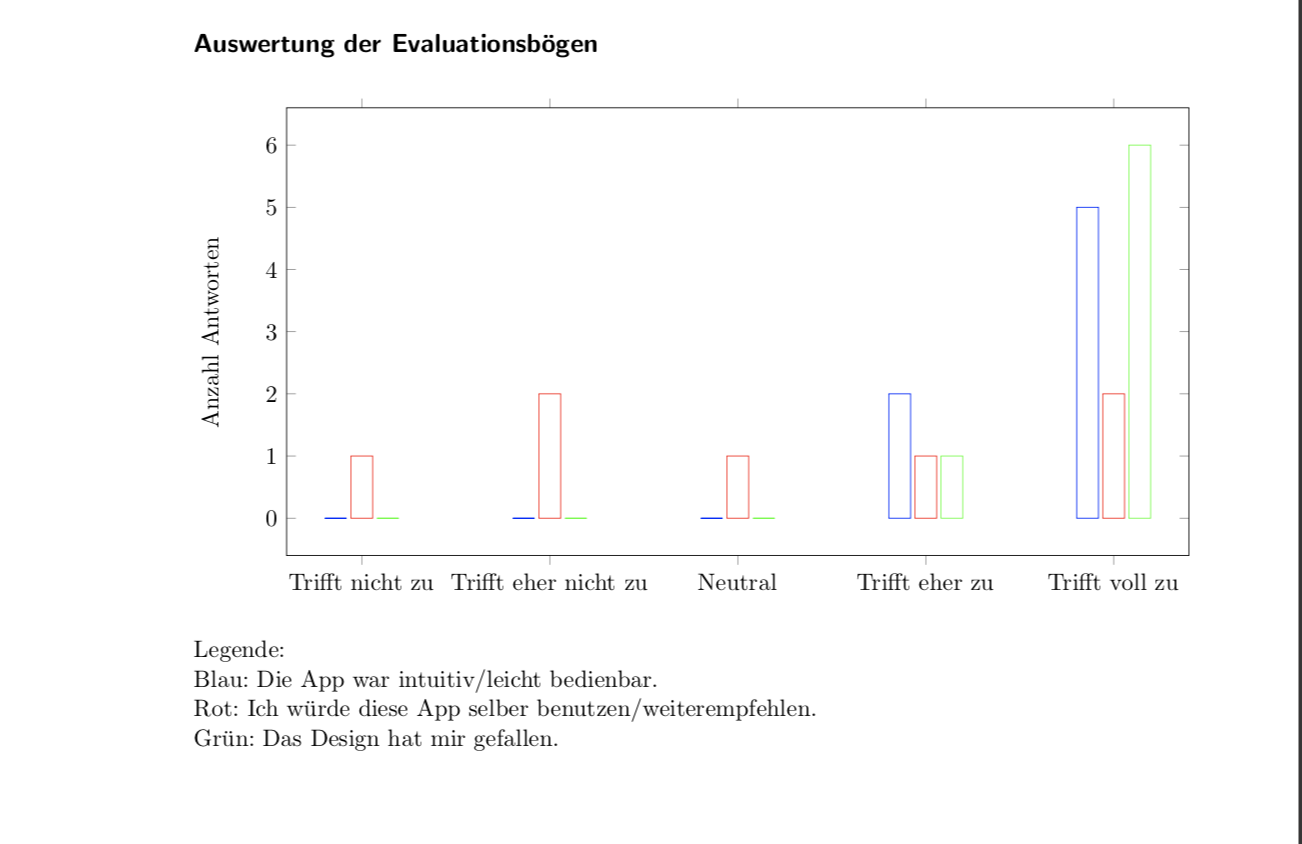 Auswertung der Evaluationsbögen
6
5
4
3
2
1
0
Anzahl Antworten
Trifft nicht zu Trifft eher nicht zu Neutral Trifft eher zu Trifft voll zu
Legende:
Blau: Die App war intuitiv/leicht bedienbar.
Rot: Ich würde diese App selber benutzen/weiterempfehlen.
Grün: Das Design hat mir gefallen.